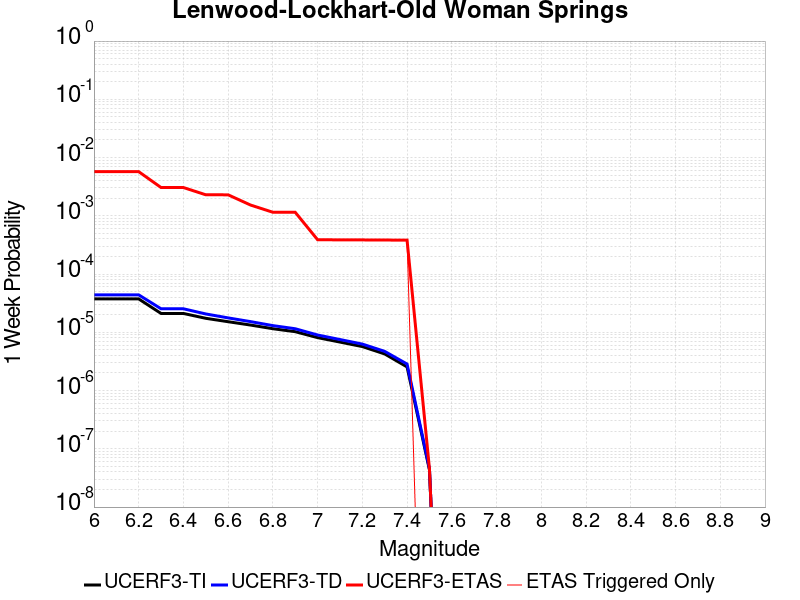 Lenwood-Lockhart-Old Woman Springs
10^0
10^-1
10^-2
10^-3
10^-4
10^-5
10^-6
10^-7
10^-8
1 Week Probability
6 6.2 6.4 6.6 6.8 7 7.2 7.4 7.6 7.8 8 8.2 8.4 8.6 8.8 9
Magnitude
UCERF3-TI UCERF3-TD UCERF3-ETAS ETAS Triggered Only